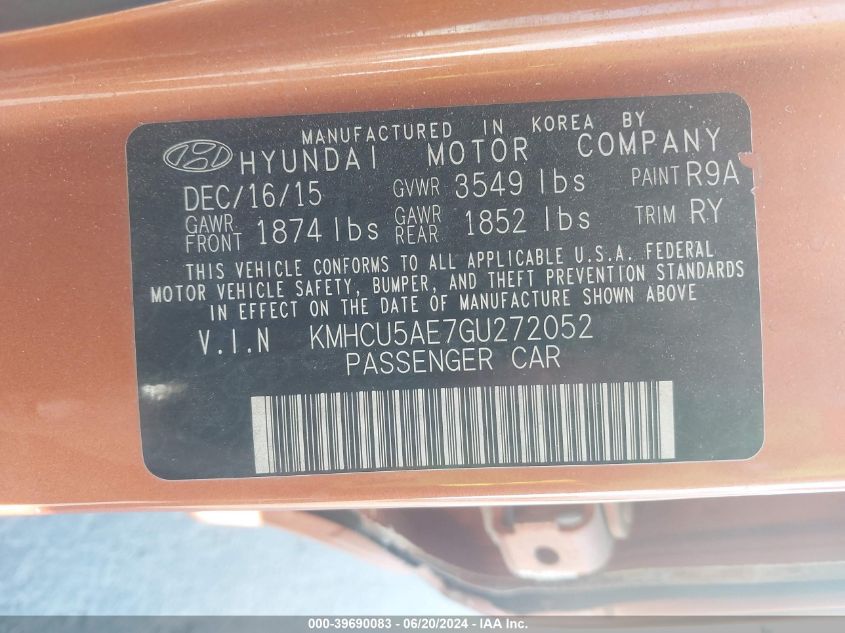 MANUFACTURED IN KOREA BY
HYUNDAI MOTOR COMPANY
DEC/16/15 GVWR 3549 lbs PAINT R9A
GAWR FRONT 1874 lbs GAWR REAR 1852 lbs TRIM RY
THIS VEHICLE CONFORMS TO ALL APPLICABLE U.S.A. FEDERAL
MOTOR VEHICLE SAFETY, BUMPER, AND THEFT PREVENTION STANDARDS
IN EFFECT ON THE DATE OF MANUFACTURE SHOWN ABOVE
V.I.N KMHCU5AE7GU272052
PASSENGER CAR
000-39690083 - 06/20/2024 - IAA Inc.